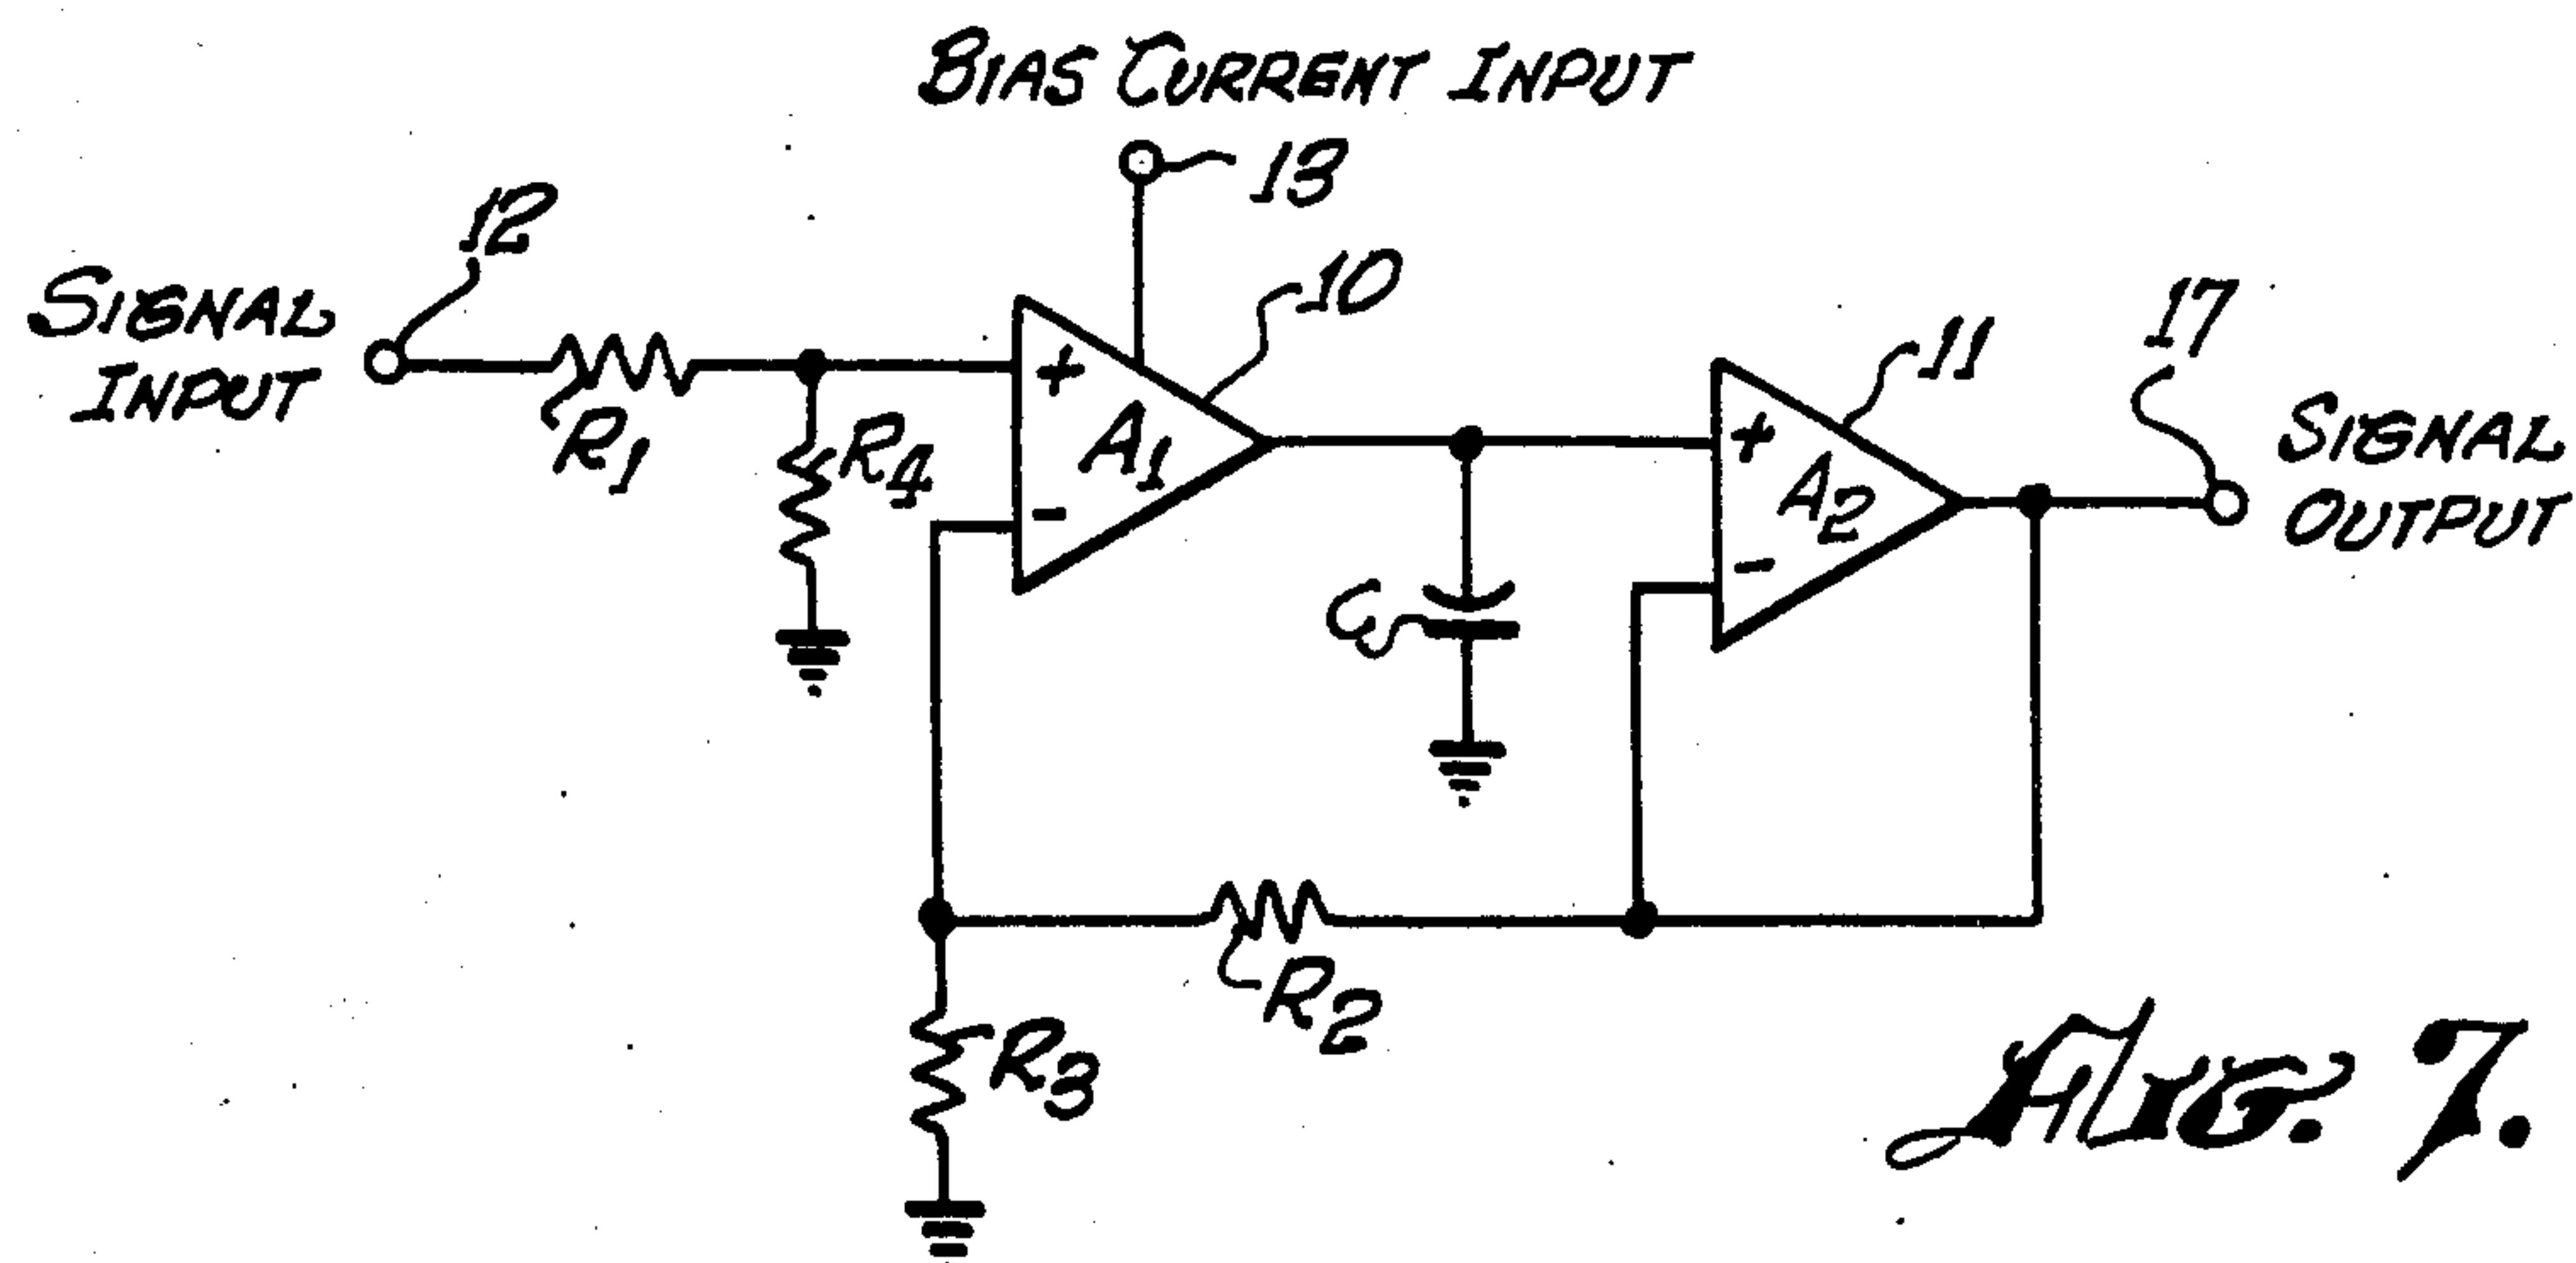 BIAS CURRENT INPUT
13
12
SIGNAL
INPUT
10
R1
R4
+
A1
-
11
17
+
A2
-
SIGNAL
OUTPUT
C
R2
R3
FIG. 7.